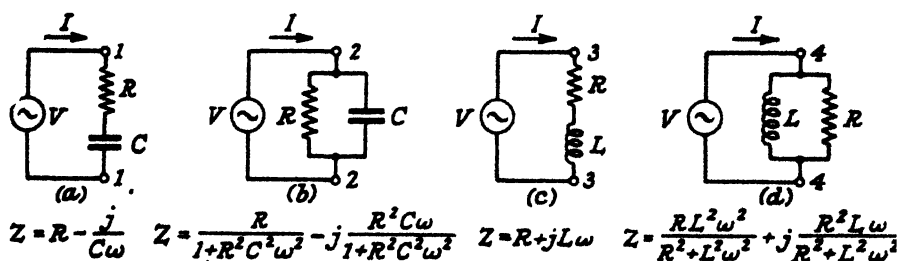 I I I I
1 2 3 4
R R
V V R C V V L R
C L
1 2 3 4
(a) (b) (c) (d)
Z = R - j/Cω Z = R/(1+R²C²ω²) - j R²Cω/(1+R²C²ω²) Z = R+jLω Z = RL²ω²/(R²+L²ω²) + j R²Lω/(R²+L²ω²)